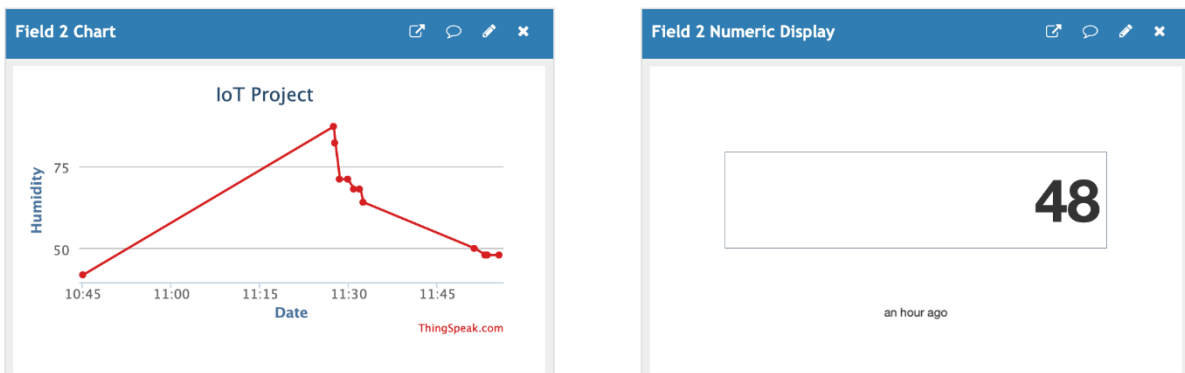 Field 2 Chart
IoT Project
75
50
Humidity
10:45 11:00 11:15 11:30 11:45
Date
ThingSpeak.com
Field 2 Numeric Display
48
an hour ago